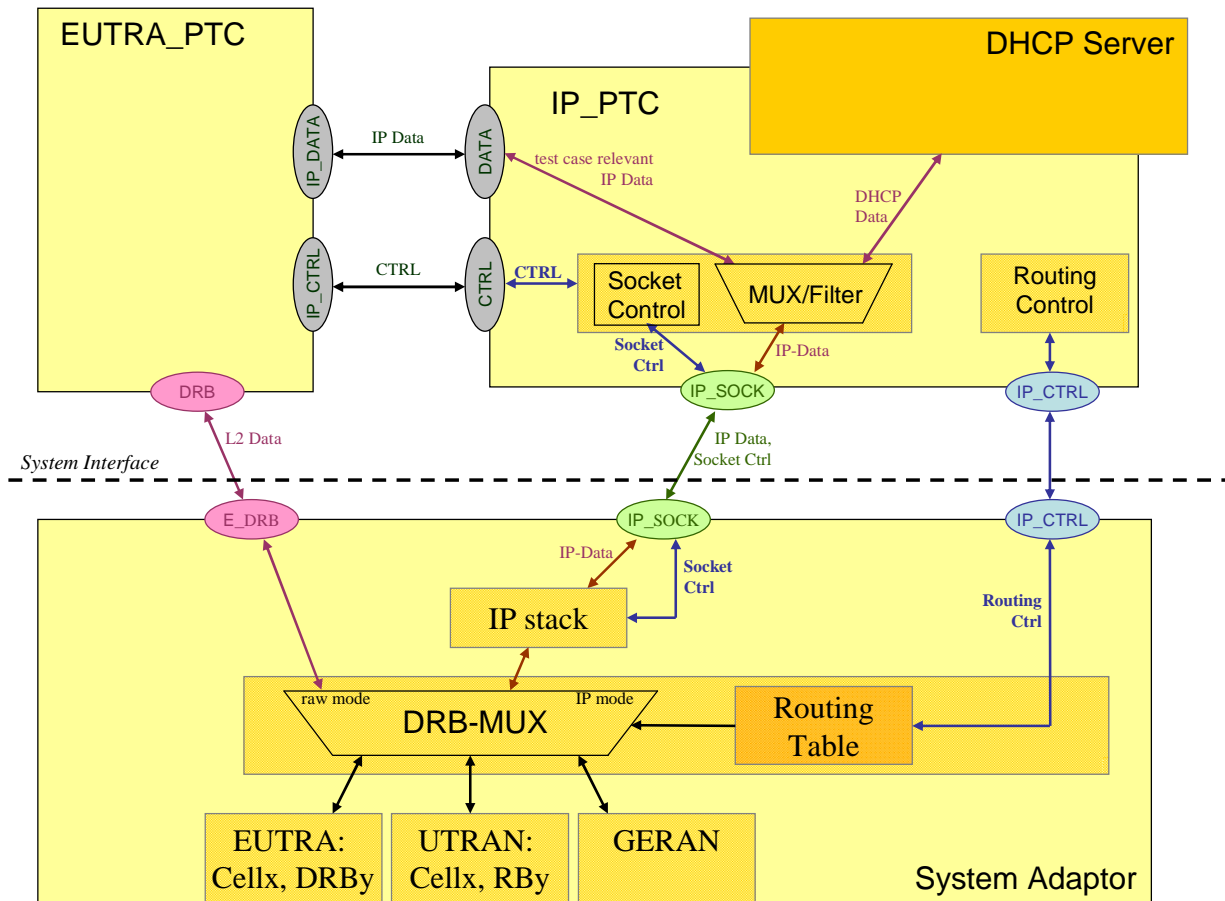 EUTRA_PTC
DHCP Server
IP_PTC
IP_DATA
IP Data
DATA
test case relevant
IP Data
DHCP
Data
IP_CTRL
CTRL
CTRL
CTRL
Socket
Control
MUX/Filter
Routing
Control
Socket
Ctrl
IP-Data
DRB
IP_SOCK
IP_CTRL
L2 Data
IP Data,
Socket Ctrl
System Interface
E_DRB
IP_SOCK
IP_CTRL
IP-Data
Socket
Ctrl
IP stack
Routing
Ctrl
raw mode
IP mode
DRB-MUX
Routing
Table
EUTRA:
Cellx, DRBy
UTRAN:
Cellx, RBy
GERAN
System Adaptor